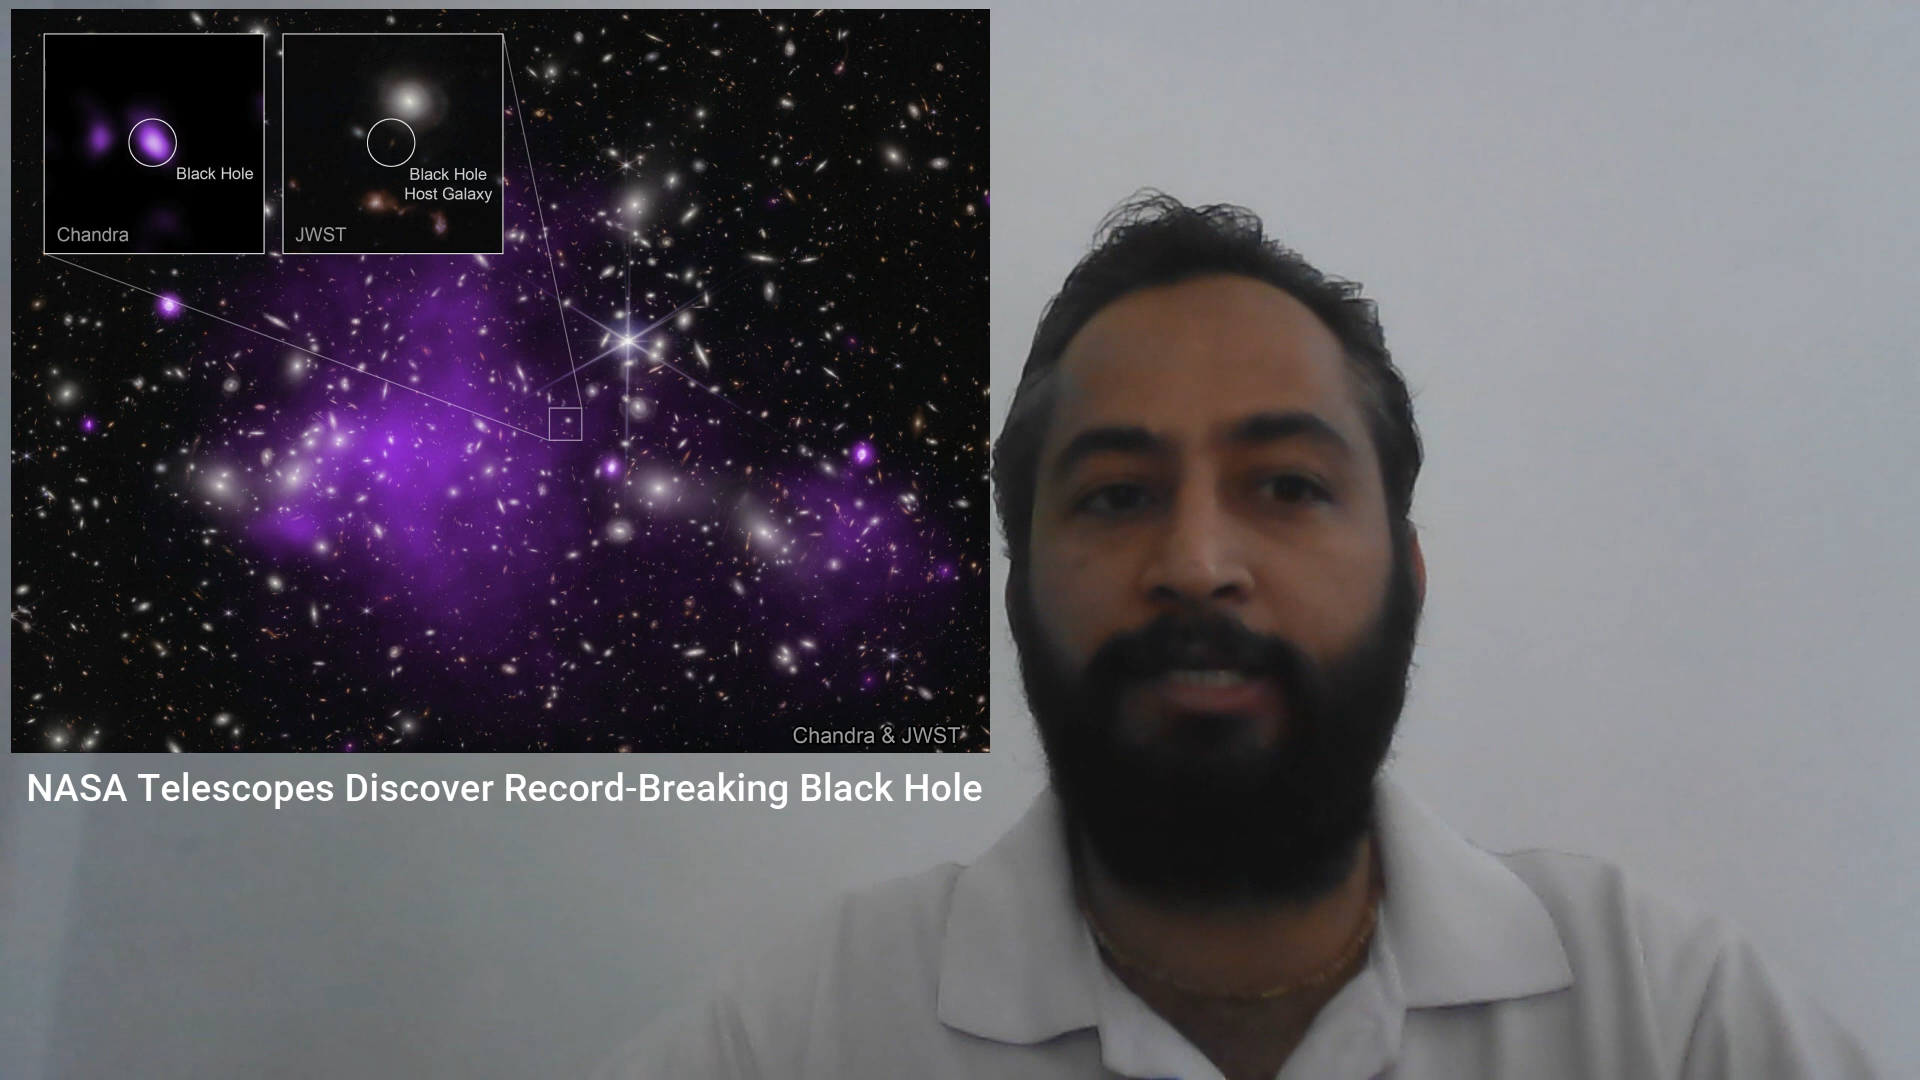 Black Hole
Chandra
Black Hole
Host Galaxy
JWST
Chandra & JWST
NASA Telescopes Discover Record-Breaking Black Hole